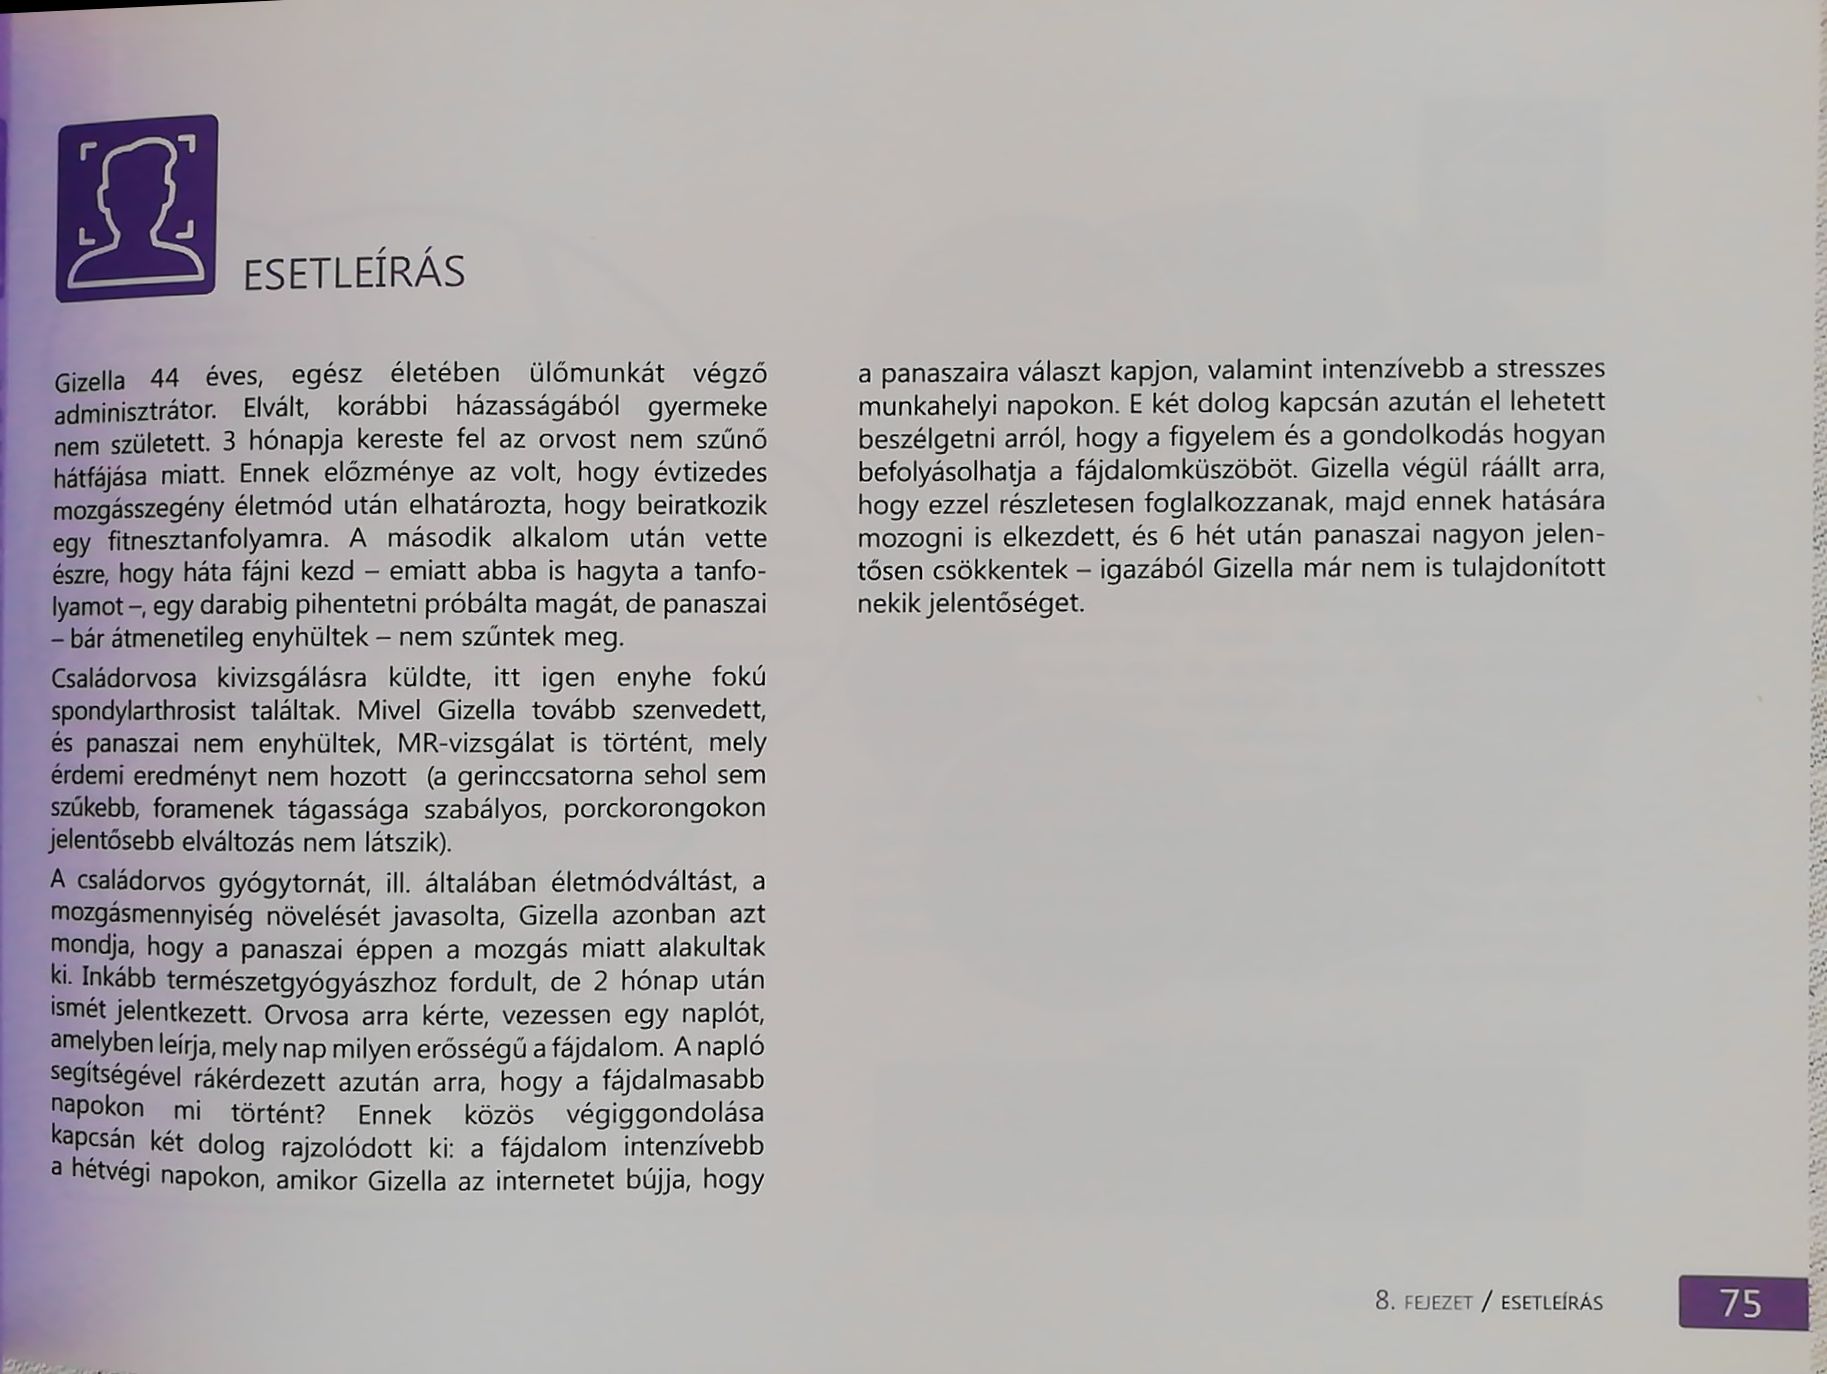 ESETLEÍRÁS
Gizella 44 éves, egész életében ülőmunkát végző
adminisztrátor. Elvált, korábbi házasságából gyermeke
nem született. 3 hónapja kereste fel az orvost nem szűnő
hátfájása miatt. Ennek előzménye az volt, hogy évtizedes
mozgásszegény életmód után elhatározta, hogy beiratkozik
egy fitnesztanfolyamra. A második alkalom után vette
észre, hogy háta fájni kezd – emiatt abba is hagyta a tanfo-
lyamot –, egy darabig pihentetni próbálta magát, de panaszai
– bár átmenetileg enyhültek – nem szűntek meg.
Családorvosa kivizsgálásra küldte, itt igen enyhe fokú
spondylarthrosist találtak. Mivel Gizella tovább szenvedett,
és panaszai nem enyhültek, MR-vizsgálat is történt, mely
érdemi eredményt nem hozott (a gerinccsatorna sehol sem
szűkebb, foramenek tágassága szabályos, porckorongokon
jelentősebb elváltozás nem látszik).
A családorvos gyógytornát, ill. általában életmódváltást, a
mozgásmennyiség növelését javasolta, Gizella azonban azt
mondja, hogy a panaszai éppen a mozgás miatt alakultak
ki. Inkább természetgyógyászhoz fordult, de 2 hónap után
ismét jelentkezett. Orvosa arra kérte, vezessen egy naplót,
amelyben leírja, mely nap milyen erősségű a fájdalom. A napló
segítségével rákérdezett azután arra, hogy a fájdalmasabb
napokon mi történt? Ennek közös végiggondolása
kapcsán két dolog rajzolódott ki: a fájdalom intenzívebb
a hétvégi napokon, amikor Gizella az internetet bújja, hogy
a panaszaira választ kapjon, valamint intenzívebb a stresszes
munkahelyi napokon. E két dolog kapcsán azután el lehetett
beszélgetni arról, hogy a figyelem és a gondolkodás hogyan
befolyásolhatja a fájdalomküszöböt. Gizella végül ráállt arra,
hogy ezzel részletesen foglalkozzanak, majd ennek hatására
mozogni is elkezdett, és 6 hét után panaszai nagyon jelen-
tősen csökkentek – igazából Gizella már nem is tulajdonított
nekik jelentőséget.
8. FEJEZET / ESETLEÍRÁS
75